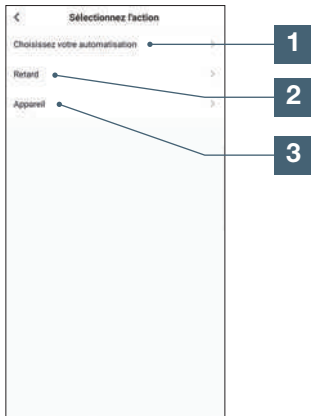 Sélectionnez l'action
Choisissez votre automatisation
1
Retard
2
Appareil
3